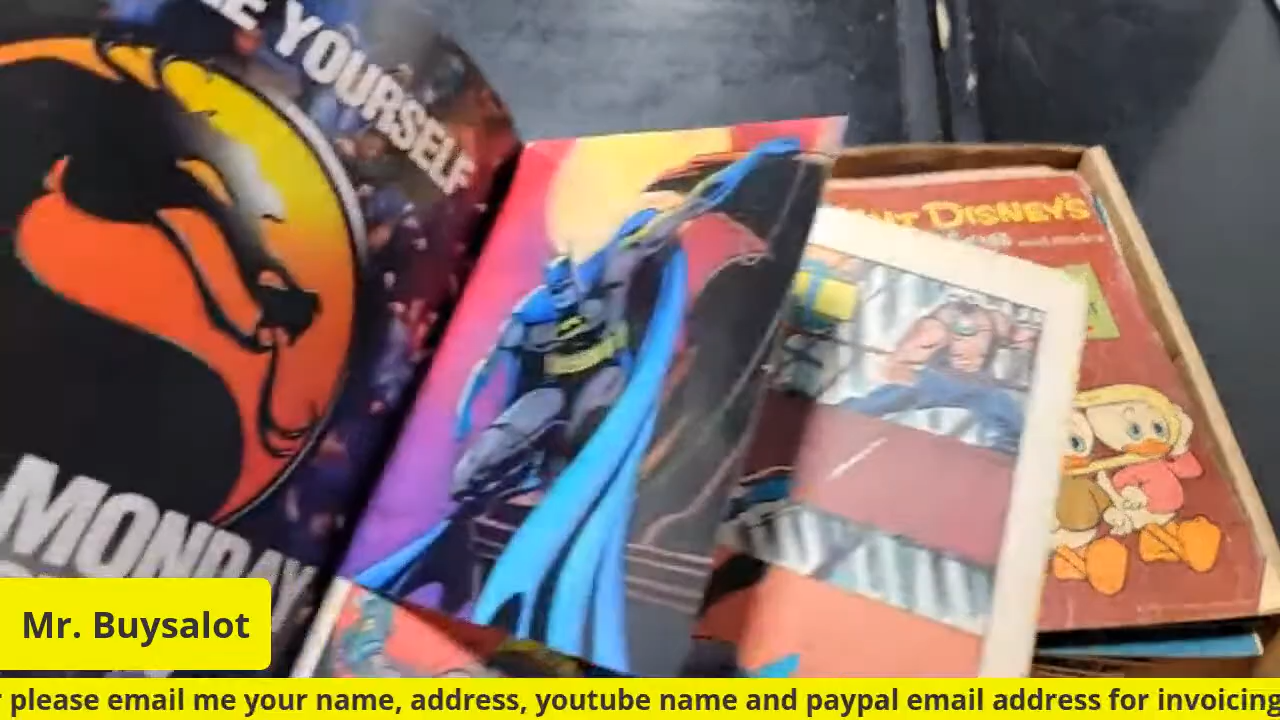 YOURSELF
MONDAY
DISNEY'S
Mr. Buysalot
please email me your name, address, youtube name and paypal email address for invoicing